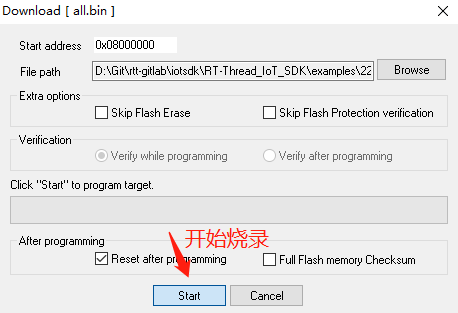 Download [ all.bin ]
Start address 0x08000000
File path D:\Git\rtt-gitlab\iotsdk\RT-Thread_IoT_SDK\examples\22 Browse
Extra options
Skip Flash Erase Skip Flash Protection verification
Verification
Verify while programming Verify after programming
Click "Start" to program target.
开始烧录
After programming
Reset after programming Full Flash memory Checksum
Start Cancel